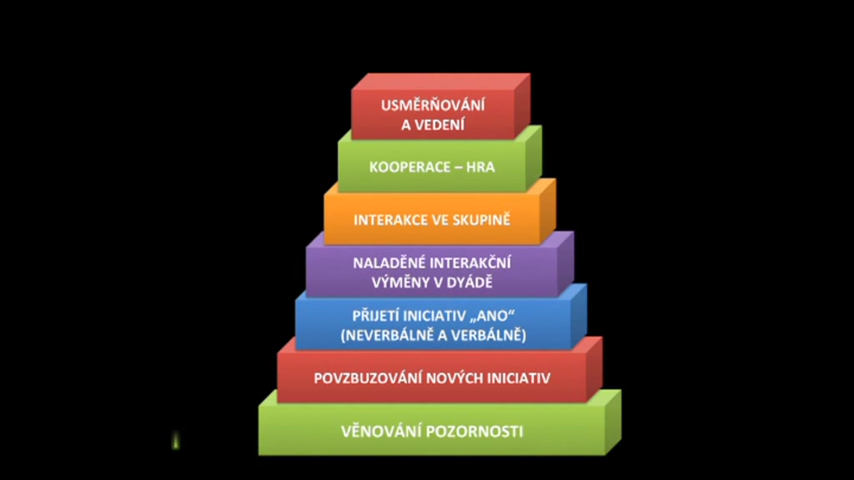 USMĚRŇOVÁNÍ
A VEDENÍ
KOOPERACE – HRA
INTERAKCE VE SKUPINĚ
NALADĚNÉ INTERAKČNÍ
VÝMĚNY V DYÁDĚ
PŘIJETÍ INICIATIV „ANO“
(NEVERBÁLNĚ A VERBÁLNĚ)
POVZBUZOVÁNÍ NOVÝCH INICIATIV
VĚNOVÁNÍ POZORNOSTI